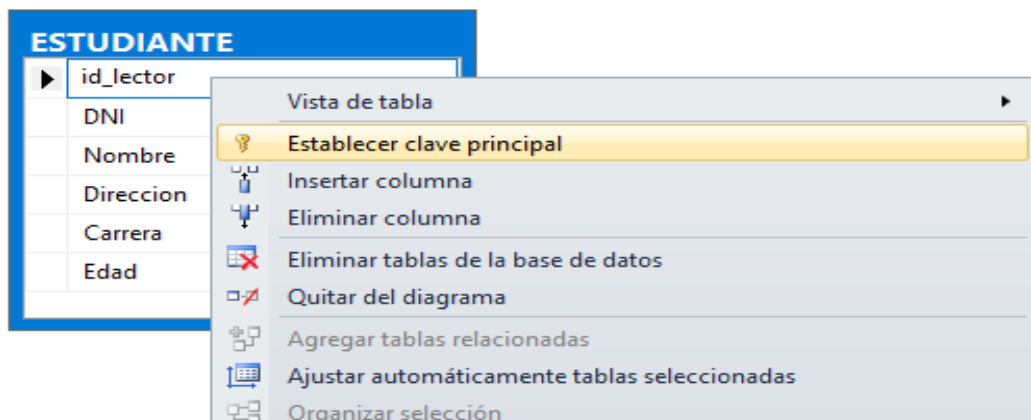 ESTUDIANTE
id_lector
DNI
Nombre
Direccion
Carrera
Edad
Vista de tabla
Establecer clave principal
Insertar columna
Eliminar columna
Eliminar tablas de la base de datos
Quitar del diagrama
Agregar tablas relacionadas
Ajustar automáticamente tablas seleccionadas
Organizar selección